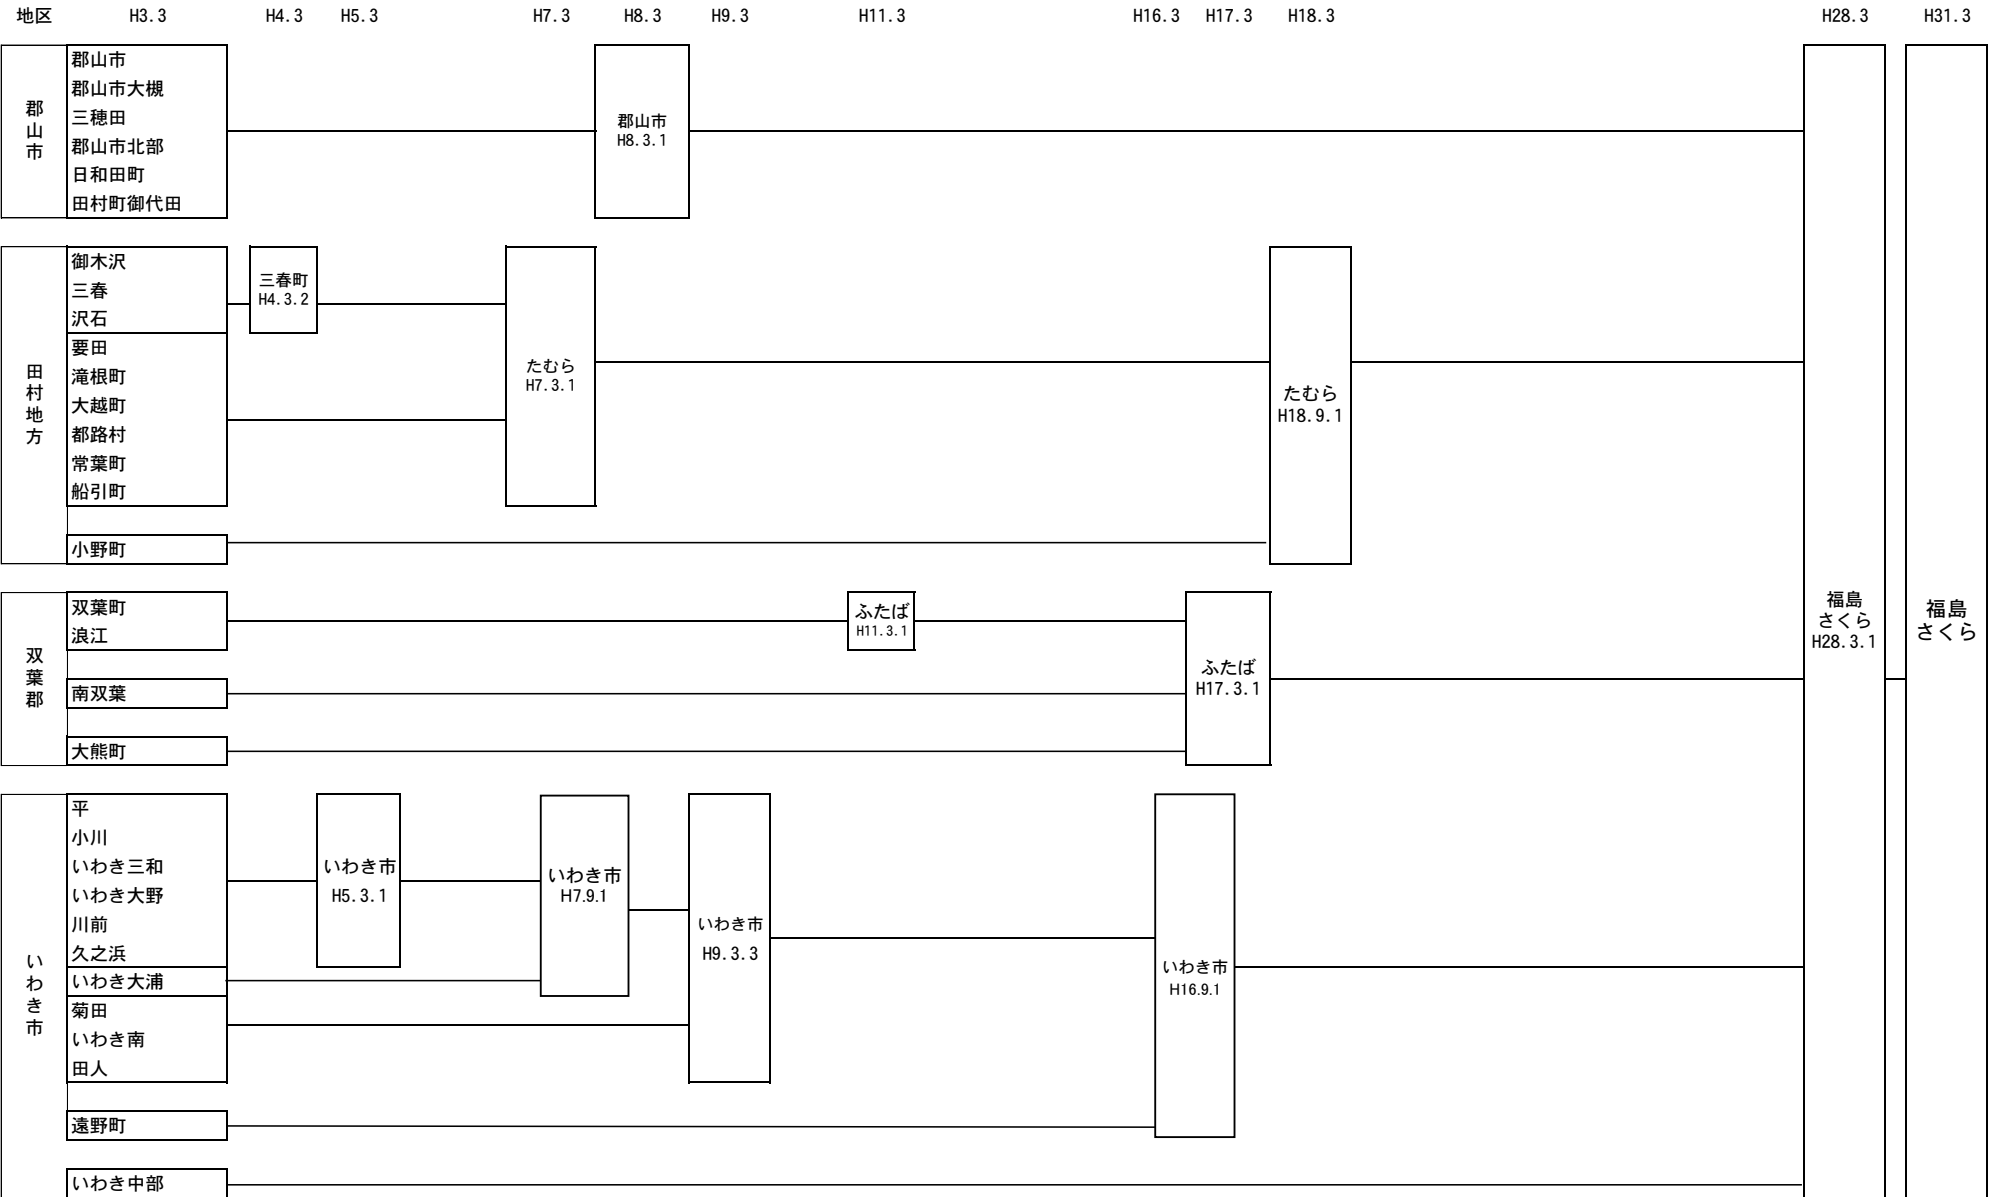 地区 H3.3 H4.3 H5.3 H7.3 H8.3 H9.3 H11.3 H16.3 H17.3 H18.3 H28.3 H31.3
郡山市
郡山市
郡山市大槻
三穂田
郡山市北部
日和田町
田村町御代田
郡山市
H8.3.1
田村地方
御木沢
三春
沢石
要田
滝根町
大越町
都路村
常葉町
船引町
小野町
三春町
H4.3.2
たむら
H7.3.1
たむら
H18.9.1
双葉郡
双葉町
浪江
南双葉
大熊町
ふたば
H11.3.1
ふたば
H17.3.1
いわき市
平
小川
いわき三和
いわき大野
川前
久之浜
いわき大浦
菊田
いわき南
田人
遠野町
いわき中部
いわき市
H5.3.1
いわき市
H7.9.1
いわき市
H9.3.3
いわき市
H16.9.1
福島
さくら
H28.3.1
福島
さくら